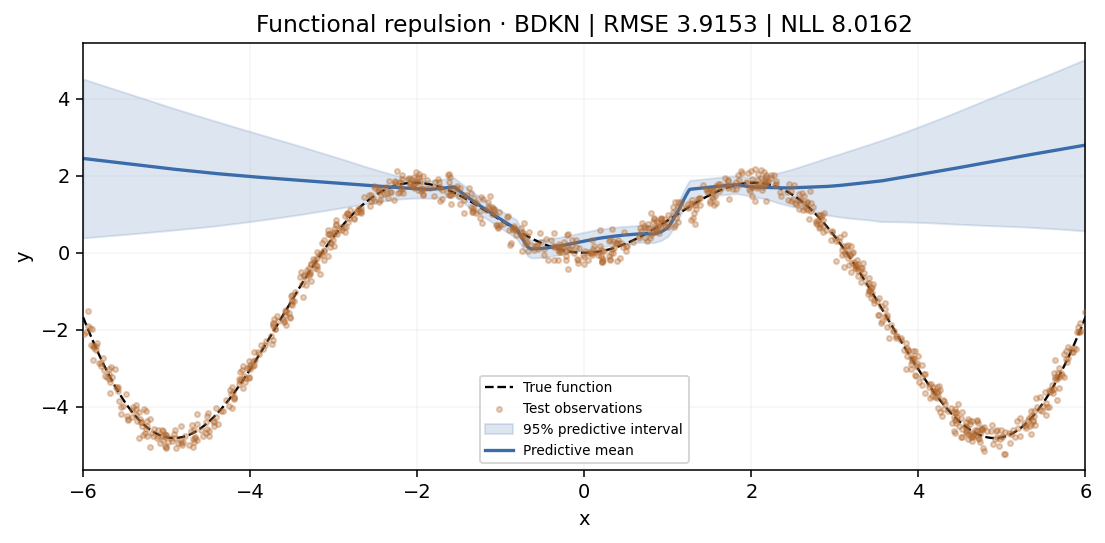 Functional repulsion · BDKN | RMSE 3.9153 | NLL 8.0162
y
4
2
0
−2
−4
True function
Test observations
95% predictive interval
Predictive mean
−6
−4
−2
0
2
4
6
x